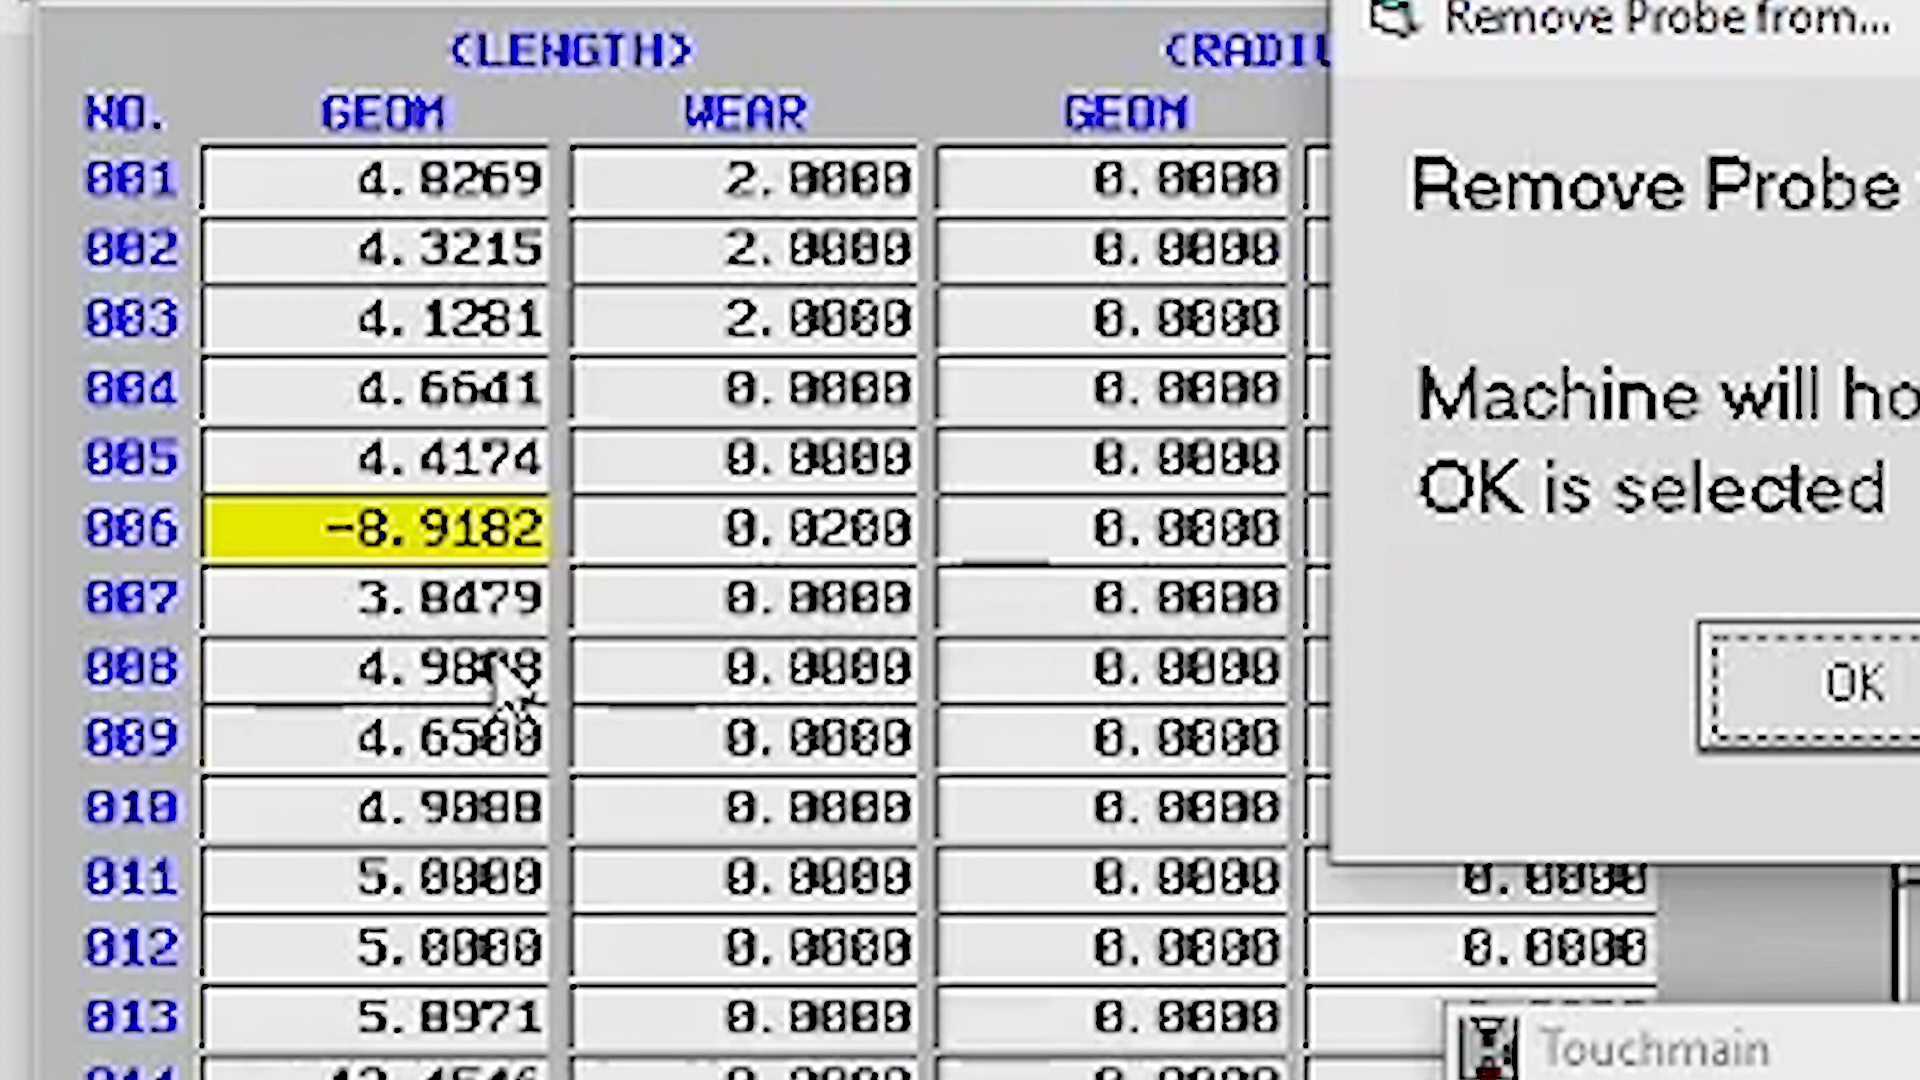 <LENGTH> <RADIU
NO. GEOM WEAR GEOM
001 4.8269 2.0000 0.0000
002 4.3215 2.0000 0.0000
003 4.1281 2.0000 0.0000
004 4.6641 0.0000 0.0000
005 4.4174 0.0000 0.0000
006 -8.9182 0.0200 0.0000
007 3.8479 0.0000 0.0000
008 0.0000 0.0000
009 4.6500 0.0000 0.0000
010 0.0000 0.0000
011 5.0000 0.0000 0.0000 0.0000
012 5.0000 0.0000 0.0000 0.0000
013 5.8971 0.0000 0.0000
Remove Probe from...
Remove Probe
Machine will ho
OK is selected
OK
Touchmain